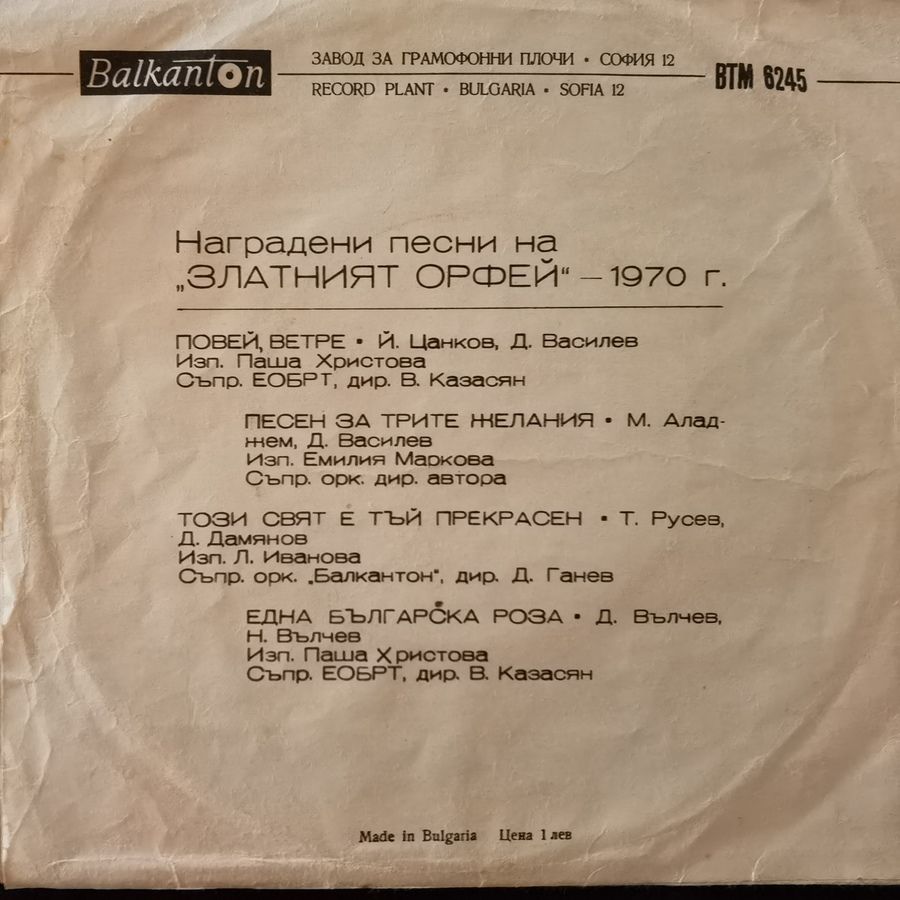 Balkanton
ЗАВОД ЗА ГРАМОФОННИ ПЛОЧИ • СОФИЯ 12
RECORD PLANT • BULGARIA • SOFIA 12
ВТМ 6245
Наградени песни на
„ЗЛАТНИЯТ ОРФЕЙ“ – 1970 г.
ПОВЕЙ, ВЕТРЕ • Й. Цанков, Д. Василев
Изп. Паша Христова
Съпр. ЕОБРТ, дир. В. Казасян
ПЕСЕН ЗА ТРИТЕ ЖЕЛАНИЯ • М. Алад-
жем, Д. Василев
Изп. Емилия Маркова
Съпр. орк. дир. автора
ТОЗИ СВЯТ Е ТЪЙ ПРЕКРАСЕН • Т. Русев,
Д. Дамянов
Изп. Л. Иванова
Съпр. орк. „Балкантон“, дир. Д. Ганев
ЕДНА БЪЛГАРСКА РОЗА • Д. Вълчев,
Н. Вълчев
Изп. Паша Христова
Съпр. ЕОБРТ, дир. В. Казасян
Made in Bulgaria Цена 1 лев